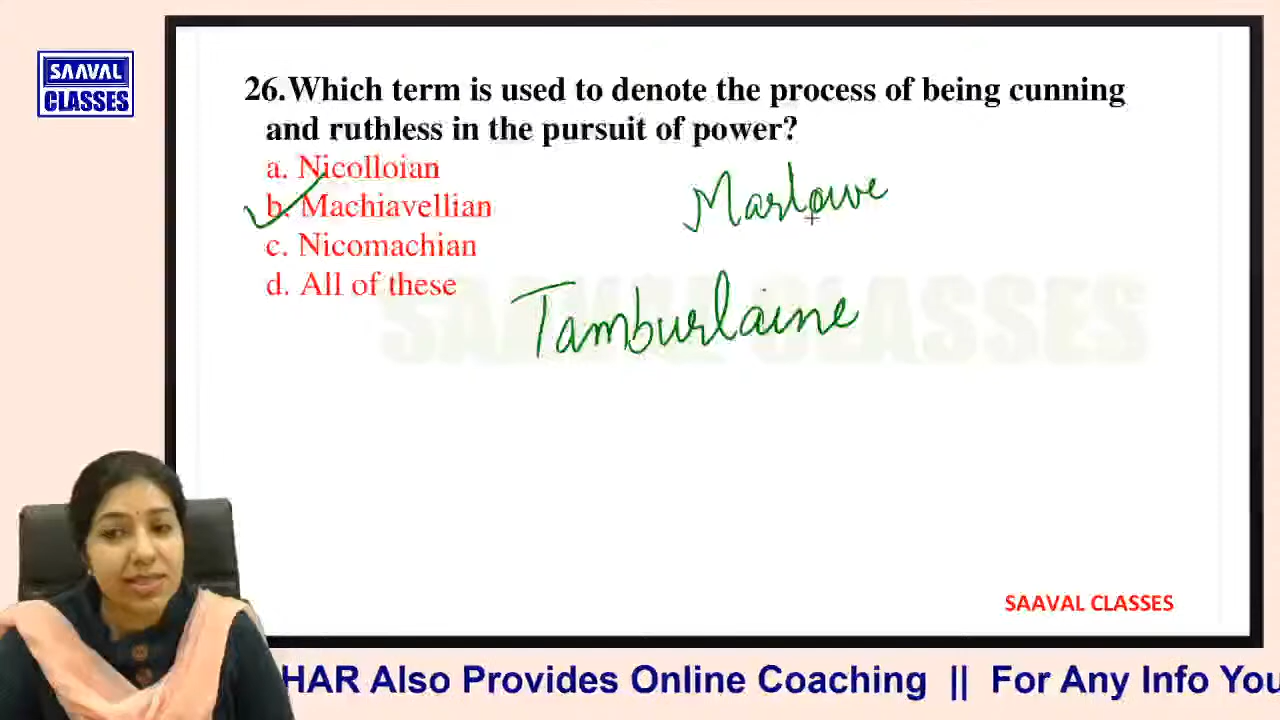 SAAVAL
CLASSES
26.Which term is used to denote the process of being cunning
and ruthless in the pursuit of power?
a. Nicolloian
b. Machiavellian
c. Nicomachian
d. All of these
Marlowe
Tamburlaine
SAAVAL CLASSES
SAAVAL CLASSES
HAR Also Provides Online Coaching || For Any Info You